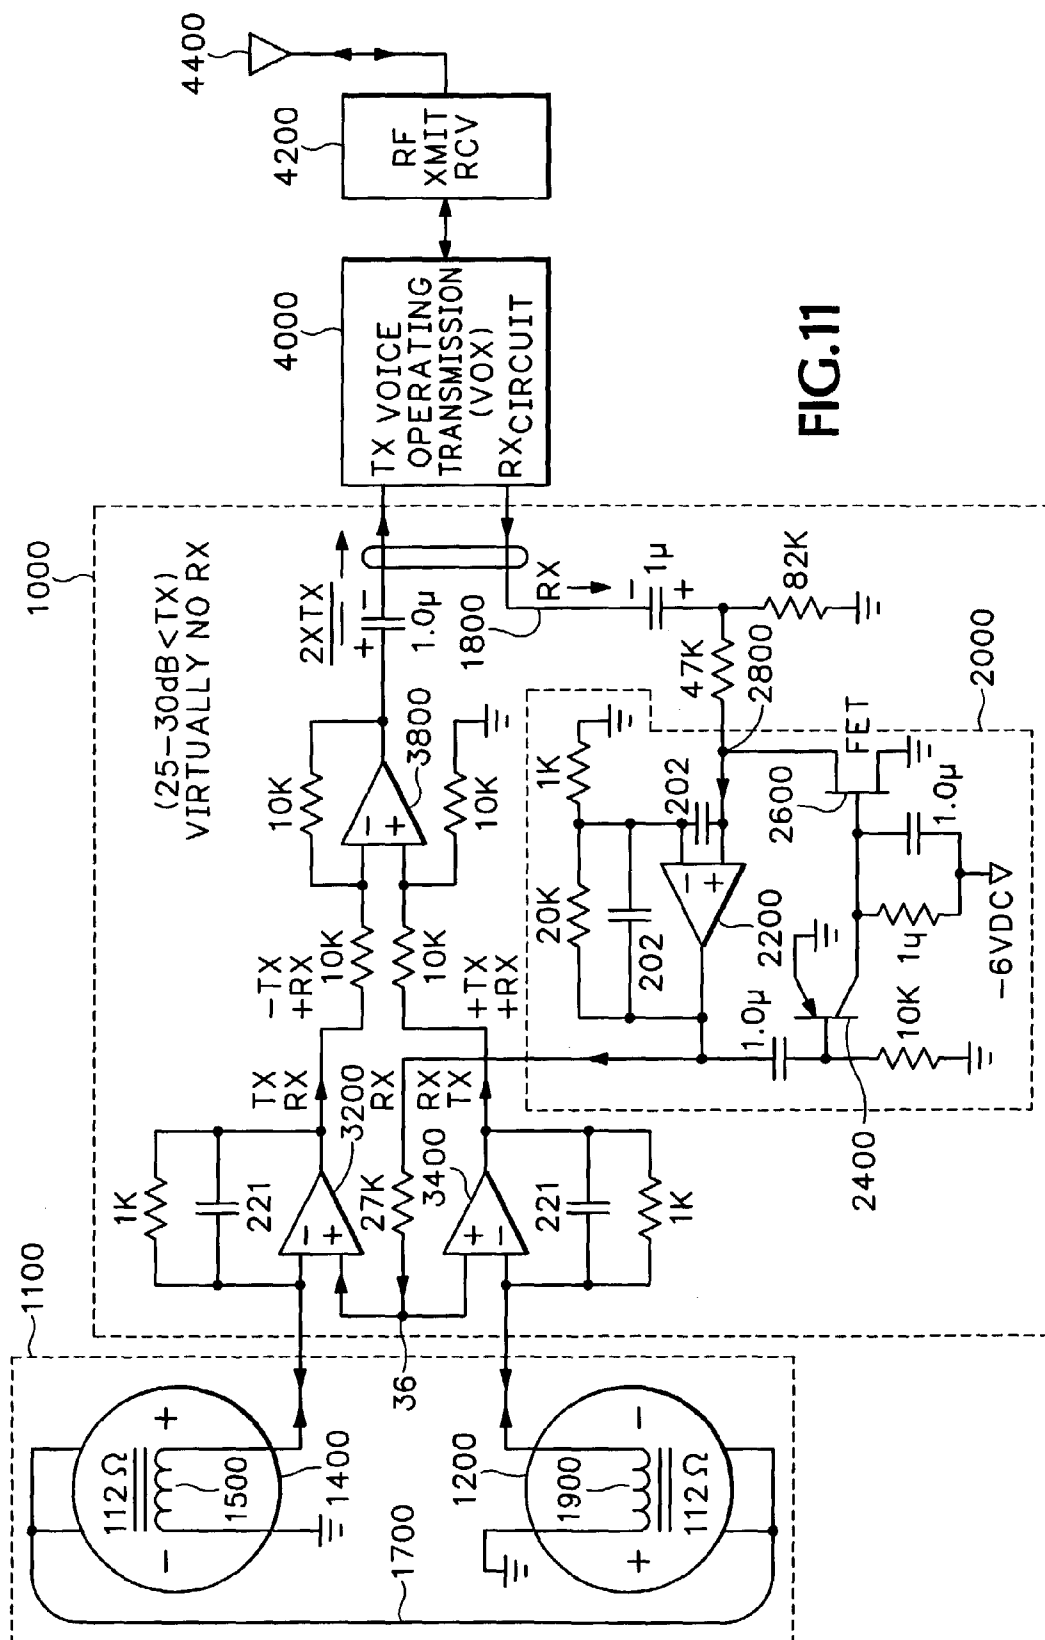 1100
1000
(25-30dB<TX)
VIRTUALLY NO RX
4400
4200
RF
XMIT
RCV
4000
TX VOICE
OPERATING
TRANSMISSION
(VOX)
RX CIRCUIT
2XTX
+ -
1.0µ
1800
RX
- 1µ +
82K
47K
2800
10K
- +
3800
10K
10K
10K
-TX
+RX
+TX
+RX
1K
221
TX
RX
- +
3200
RX
27K
RX
TX
3400
+ -
221
1K
36
112Ω
- +
1500
1400
1200
1900
+ -
112Ω
1700
2000
1K
20K
202
202
- +
2200
FET
2600
1.0µ
1.0µ
1µ
10K
-6VDC
2400
FIG.11